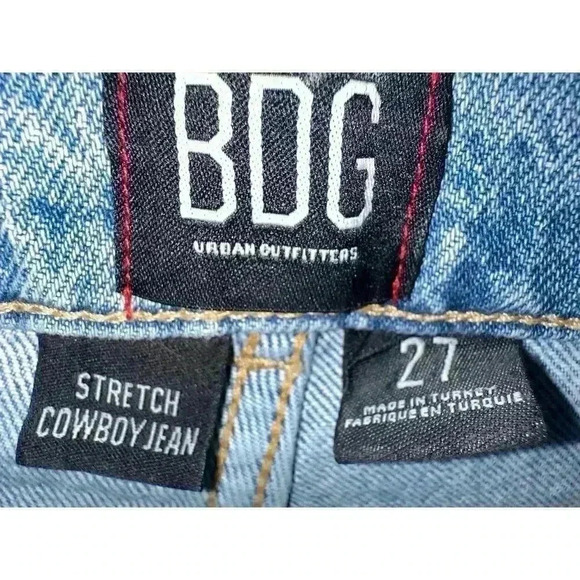 BDG
URBAN OUTFITTERS
STRETCH
COWBOY JEAN
27
MADE IN TURKEY
FABRIQUE EN TURQUIE